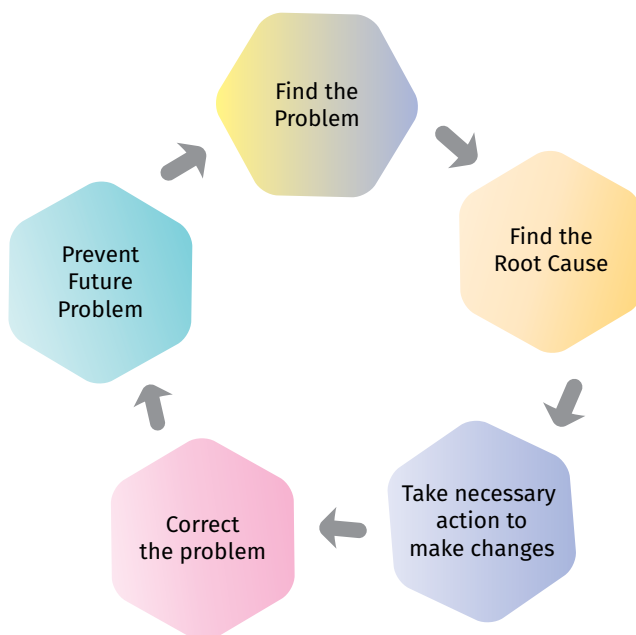 Find the
Problem
Find the
Root Cause
Take necessary
action to
make changes
Correct
the problem
Prevent
Future
Problem